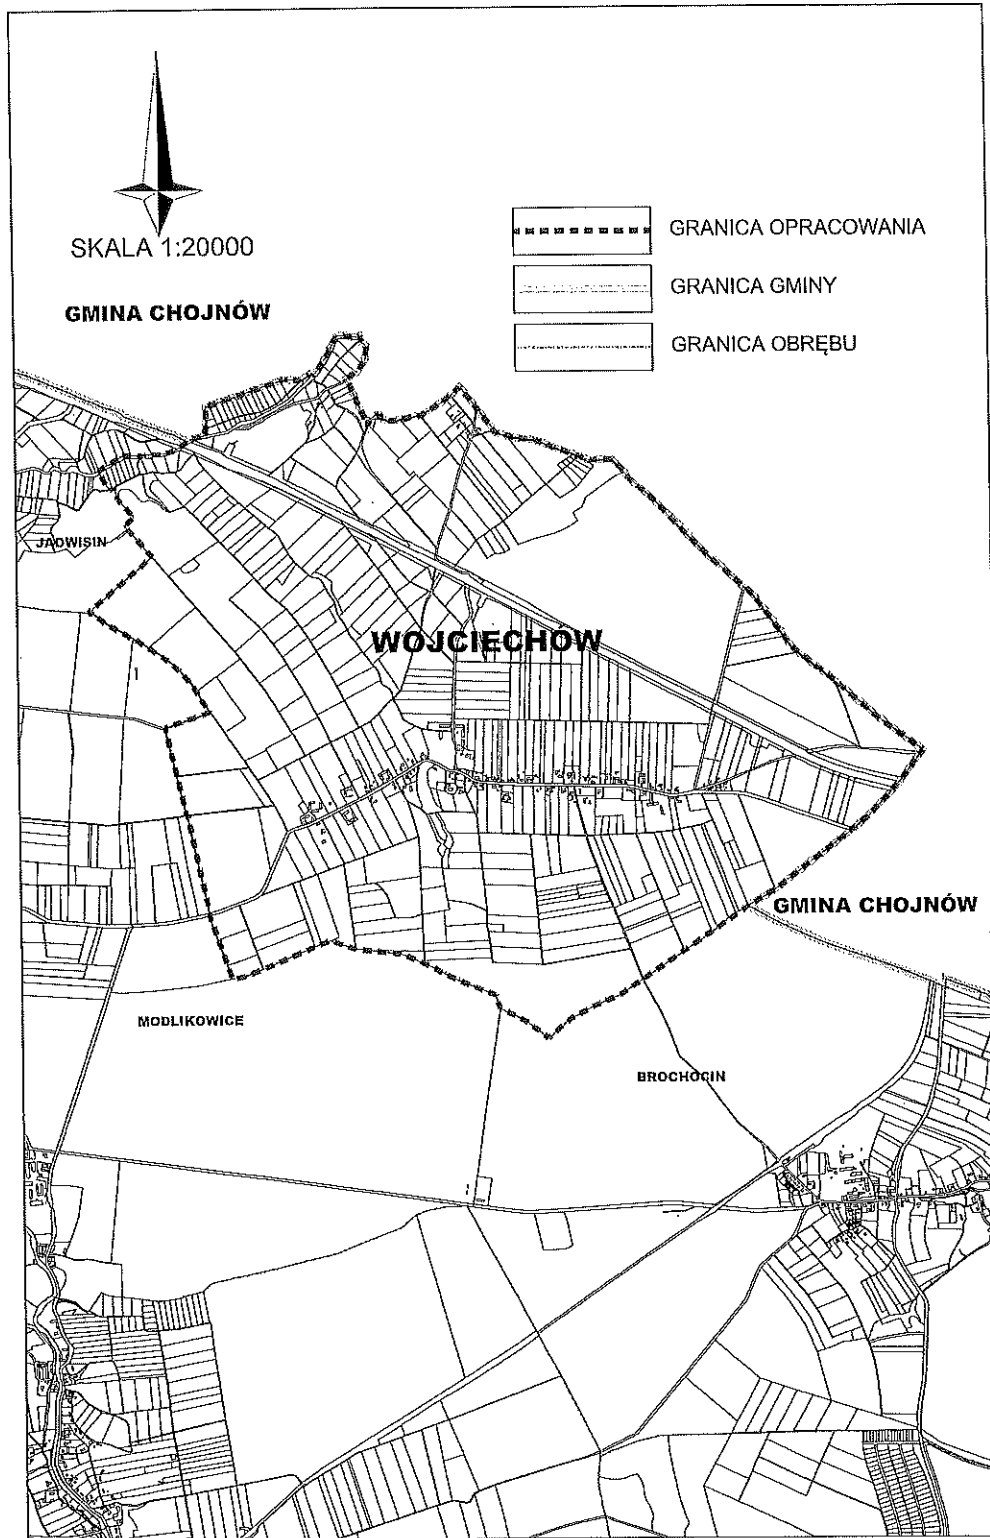 SKALA 1:20000
GRANICA OPRACOWANIA
GRANICA GMINY
GRANICA OBRĘBU
GMINA CHOJNÓW
JADWISIN
WOJCIECHÓW
GMINA CHOJNÓW
MODLIKOWICE
BROCHOCIN